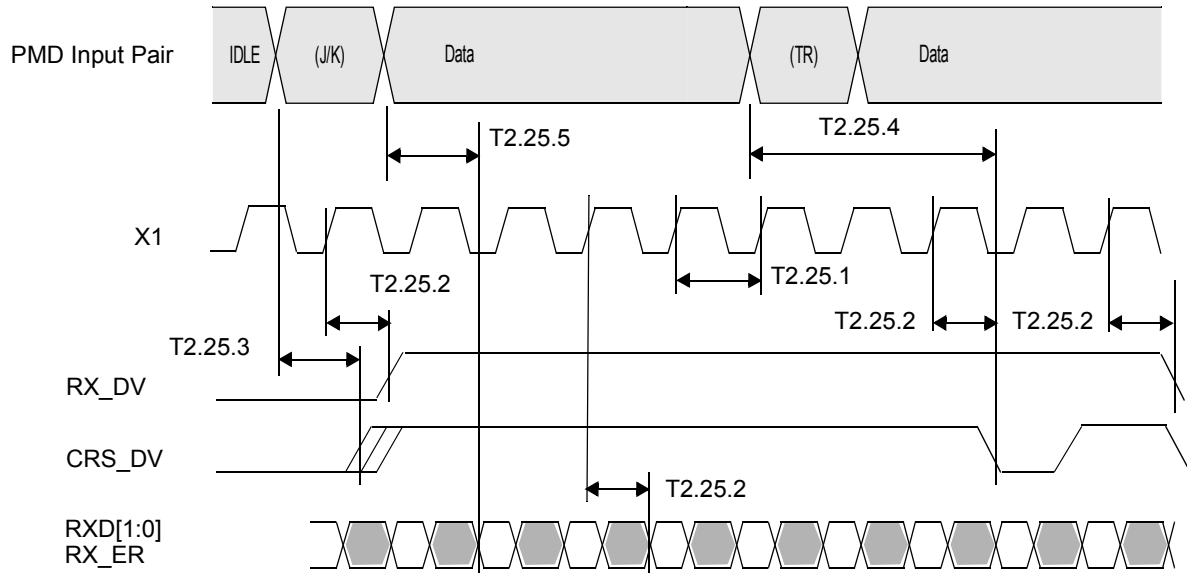 PMD Input Pair
IDLE
(J/K)
Data
(TR)
Data
T2.25.5
T2.25.4
X1
T2.25.2
T2.25.1
T2.25.2
T2.25.2
T2.25.3
RX_DV
CRS_DV
T2.25.2
RXD[1:0]
RX_ER